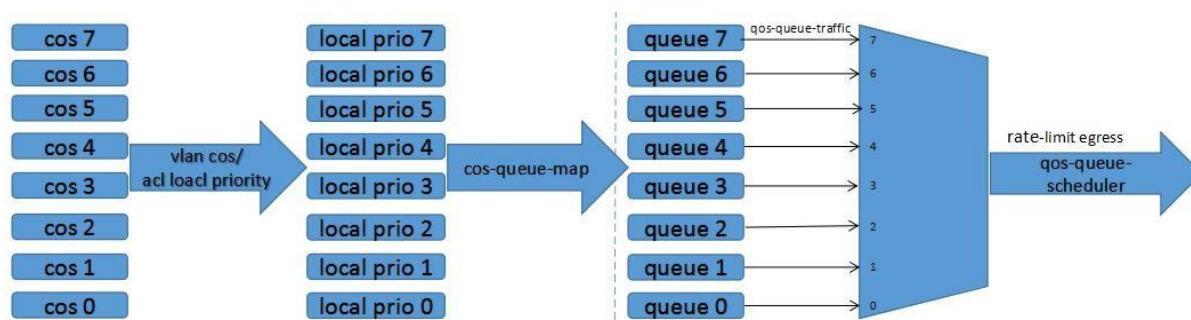 cos 7
cos 6
cos 5
cos 4
cos 3
cos 2
cos 1
cos 0
vlan cos/
acl loacl priority
local prio 7
local prio 6
local prio 5
local prio 4
local prio 3
local prio 2
local prio 1
local prio 0
cos-queue-map
queue 7
queue 6
queue 5
queue 4
queue 3
queue 2
queue 1
queue 0
qos-queue-traffic
7
6
5
4
3
2
1
0
rate-limit egress
qos-queue-
scheduler